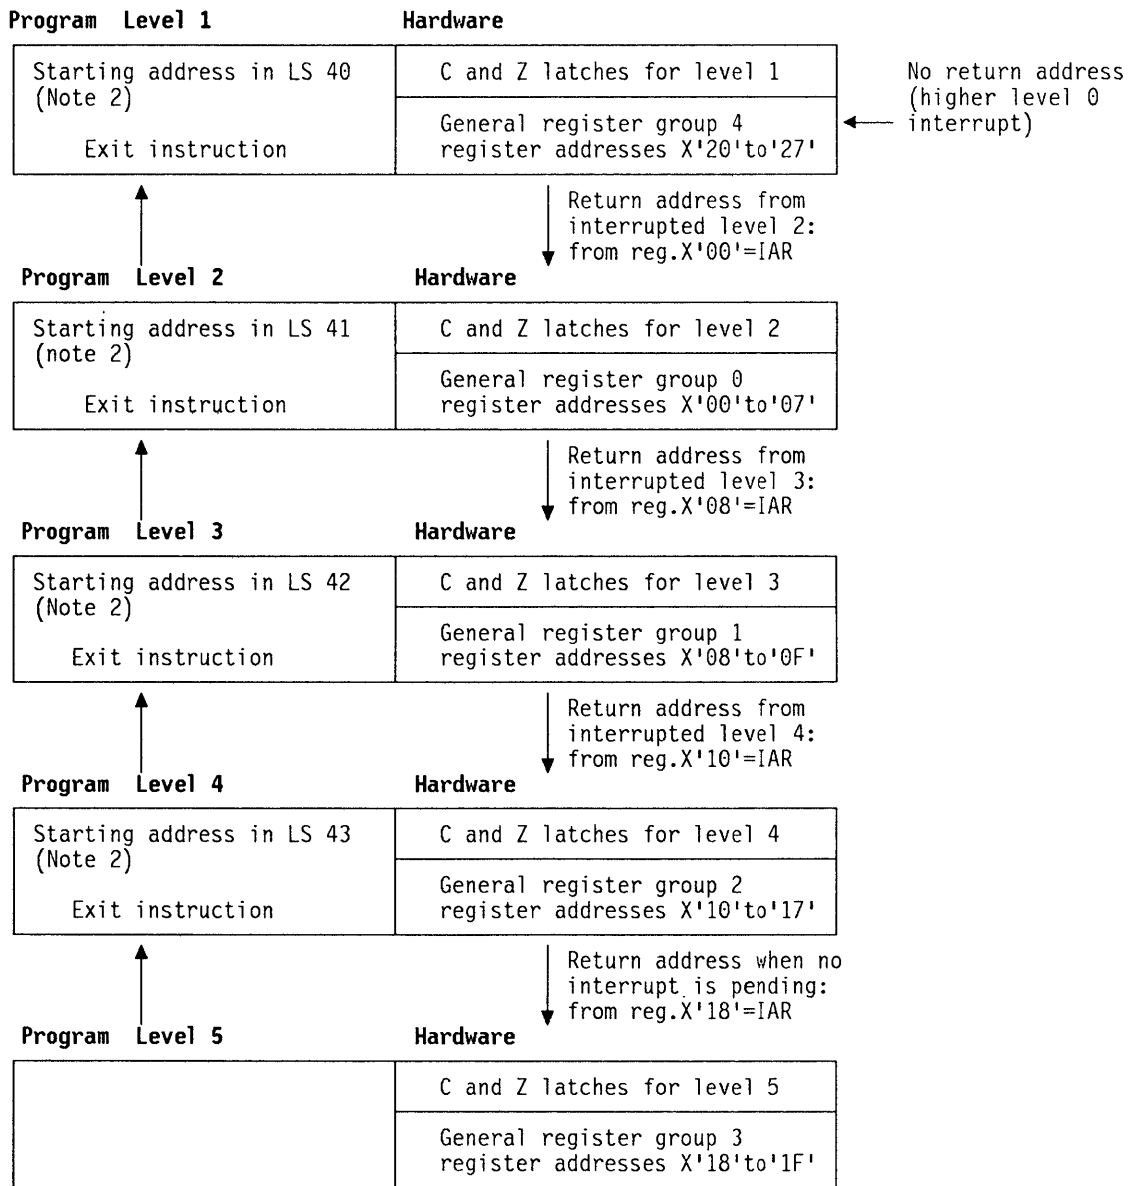 Program Level 1
Hardware
Starting address in LS 40
(Note 2)
Exit instruction
C and Z latches for level 1
General register group 4
register addresses X'20'to'27'
No return address
(higher level 0
interrupt)
Return address from
interrupted level 2:
from reg.X'00'=IAR
Program Level 2
Hardware
Starting address in LS 41
(note 2)
Exit instruction
C and Z latches for level 2
General register group 0
register addresses X'00'to'07'
Return address from
interrupted level 3:
from reg.X'08'=IAR
Program Level 3
Hardware
Starting address in LS 42
(Note 2)
Exit instruction
C and Z latches for level 3
General register group 1
register addresses X'08'to'0F'
Return address from
interrupted level 4:
from reg.X'10'=IAR
Program Level 4
Hardware
Starting address in LS 43
(Note 2)
Exit instruction
C and Z latches for level 4
General register group 2
register addresses X'10'to'17'
Return address when no
interrupt is pending:
from reg.X'18'=IAR
Program Level 5
Hardware
C and Z latches for level 5
General register group 3
register addresses X'18'to'1F'